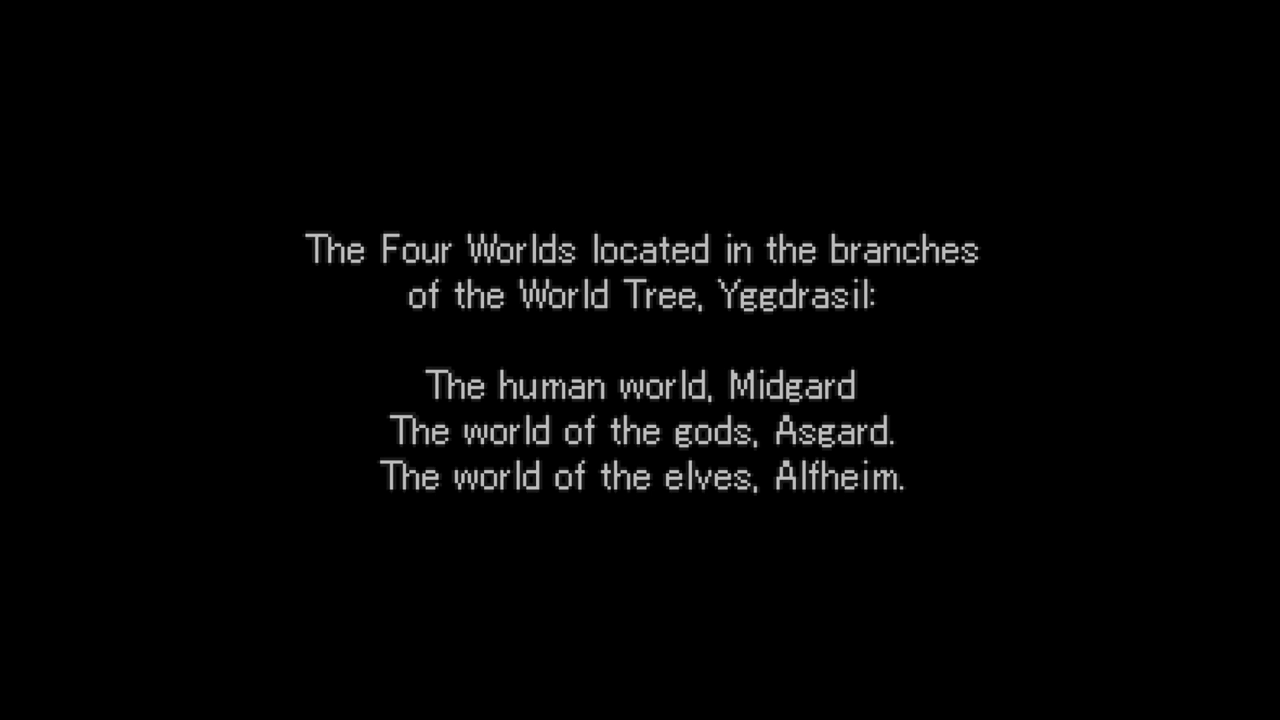 The Four Worlds located in the branches
of the World Tree, Yggdrasil:
The human world, Midgard
The world of the gods, Asgard.
The world of the elves, Alfheim.